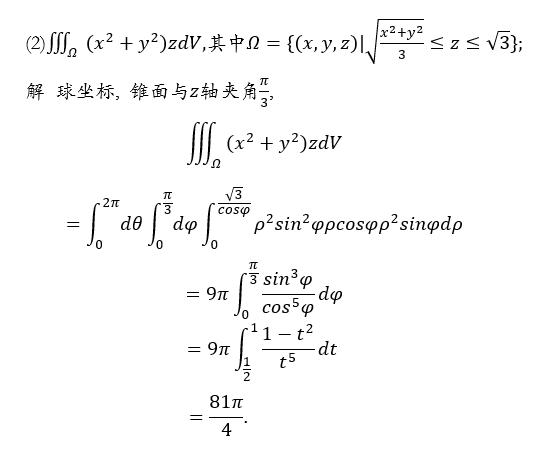 ⑵∭_Ω (x²+y²)zdV,其中Ω={(x,y,z)|√((x²+y²)/3)≤z≤√3};
解 球坐标, 锥面与z轴夹角π/3,
∭_Ω (x²+y²)zdV
=∫_0^{2π}dθ∫_0^{π/3}dφ∫_0^{√3/cosφ}ρ²sin²φρcosφρ²sinφdρ
=9π∫_0^{π/3} sin³φ/cos⁵φ dφ
=9π∫_{1/2}^1 (1−t²)/t⁵ dt
=81π/4.